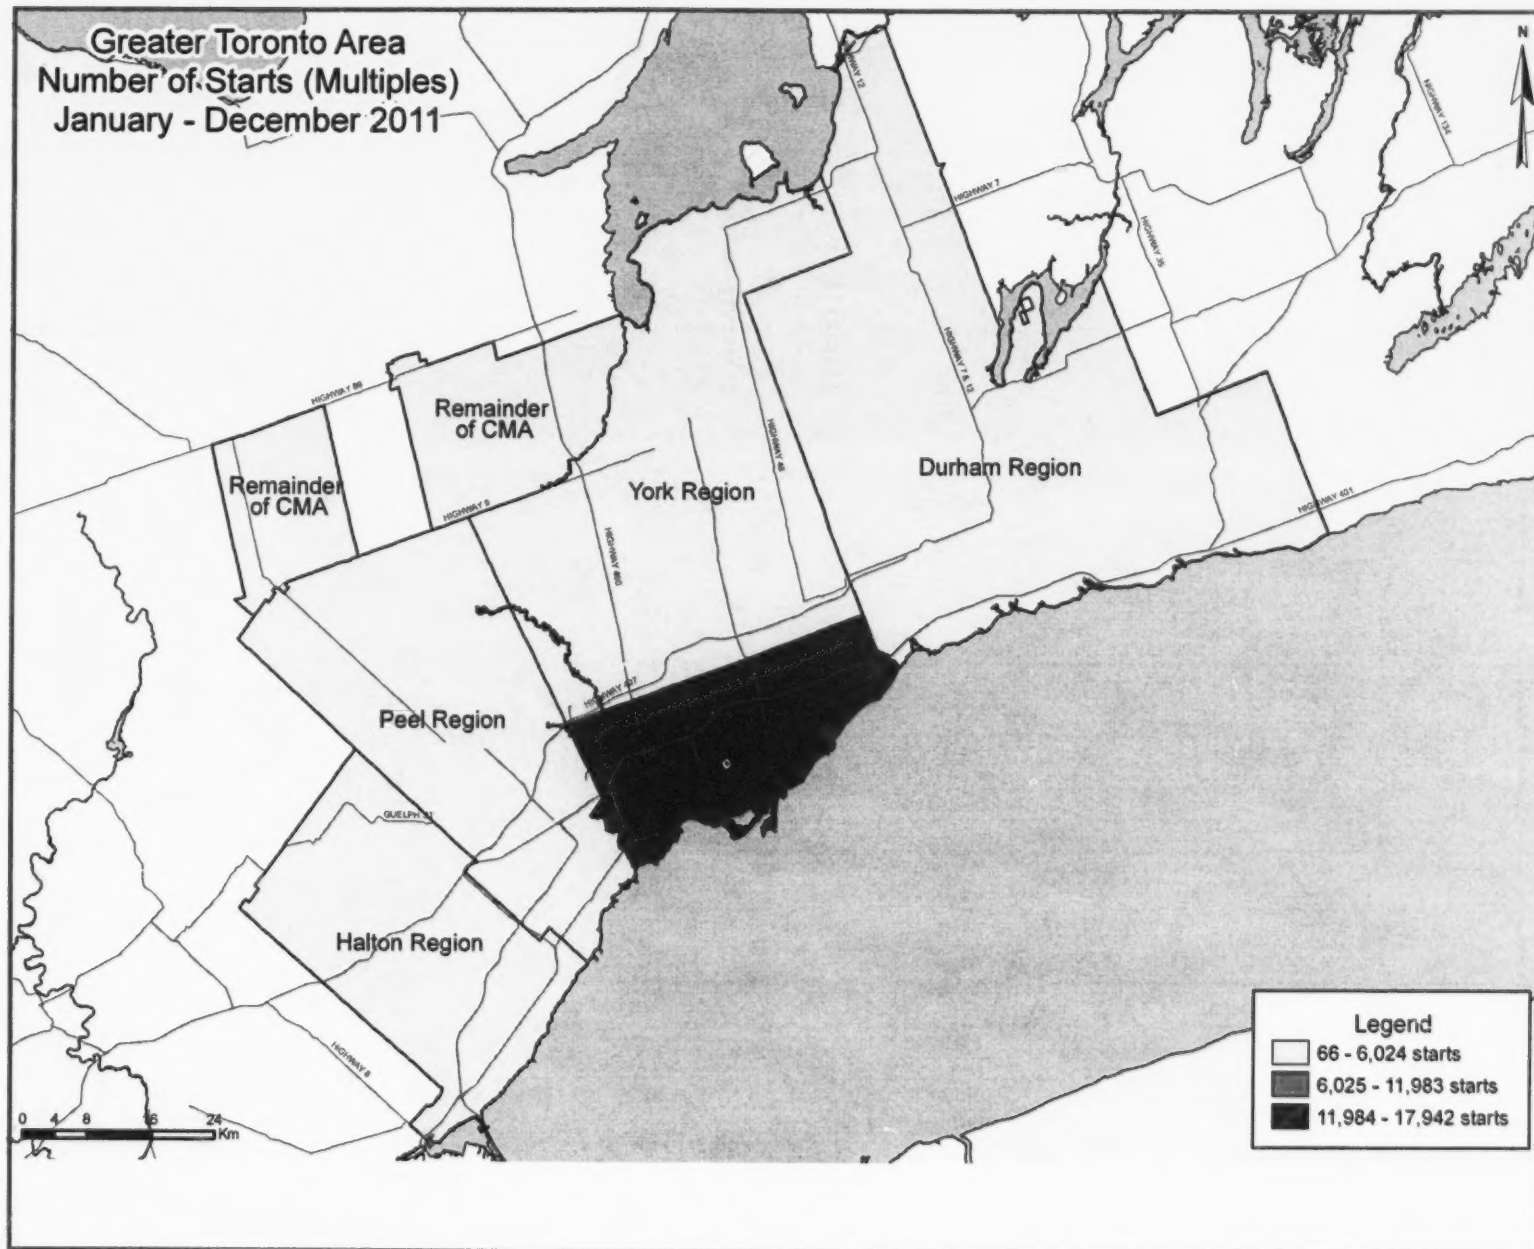 Greater Toronto Area
Number of Starts (Multiples)
January - December 2011
N
HIGHWAY 12
HIGHWAY 134
HIGHWAY 7
HIGHWAY 35
HIGHWAY 7 & 12
HIGHWAY 89
Remainder
of CMA
Remainder
of CMA
HIGHWAY 48
Durham Region
York Region
HIGHWAY 9
HIGHWAY 401
HIGHWAY 400
HIGHWAY 407
Peel Region
GUELPH
Halton Region
HIGHWAY 6
Legend
66 - 6,024 starts
6,025 - 11,983 starts
11,984 - 17,942 starts
0 4 8 16 24
Km